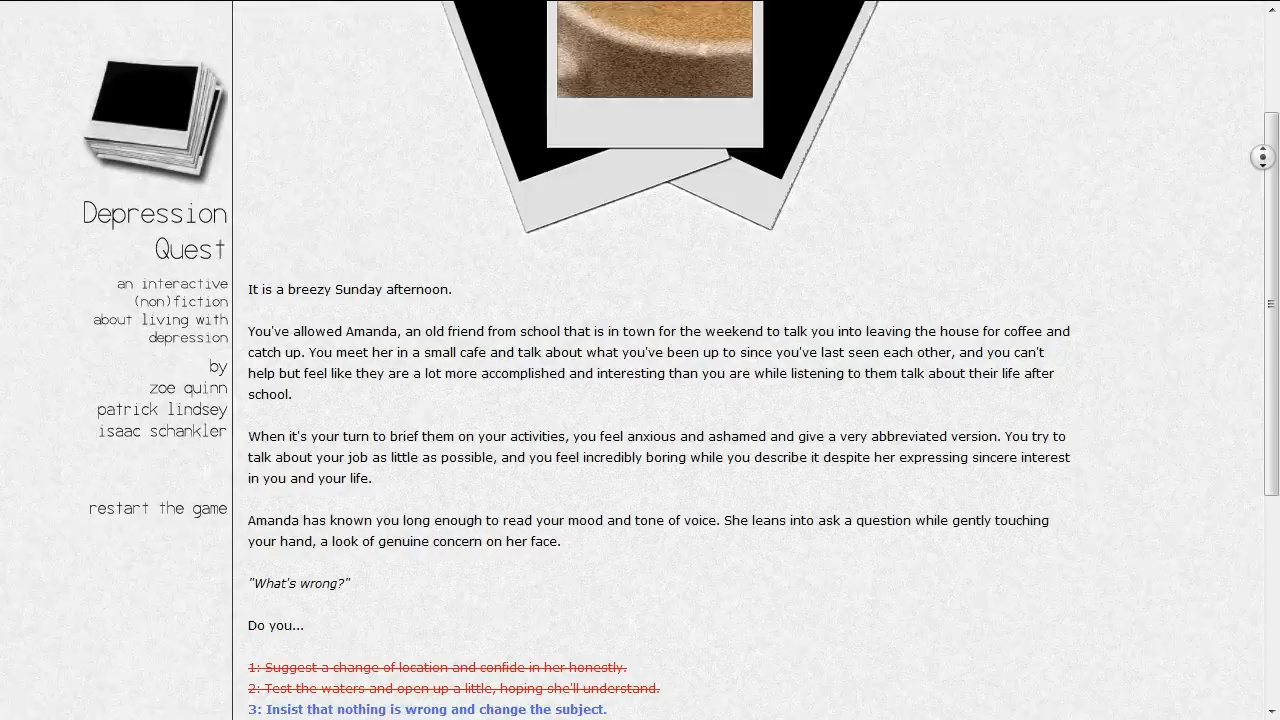 Depression
Quest
an interactive
(non)fiction
about living with
depression
by
zoe quinn
patrick lindsey
isaac schankler
restart the game
It is a breezy Sunday afternoon.
You've allowed Amanda, an old friend from school that is in town for the weekend to talk you into leaving the house for coffee and
catch up. You meet her in a small cafe and talk about what you've been up to since you've last seen each other, and you can't
help but feel like they are a lot more accomplished and interesting than you are while listening to them talk about their life after
school.
When it's your turn to brief them on your activities, you feel anxious and ashamed and give a very abbreviated version. You try to
talk about your job as little as possible, and you feel incredibly boring while you describe it despite her expressing sincere interest
in you and your life.
Amanda has known you long enough to read your mood and tone of voice. She leans into ask a question while gently touching
your hand, a look of genuine concern on her face.
"What's wrong?"
Do you...
1: Suggest a change of location and confide in her honestly.
2: Test the waters and open up a little, hoping she'll understand.
3: Insist that nothing is wrong and change the subject.